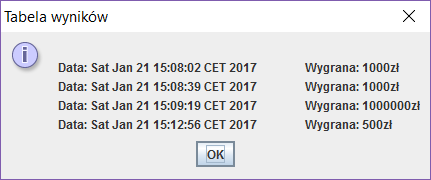 Tabela wyników
Data: Sat Jan 21 15:08:02 CET 2017 Wygrana: 1000zł
Data: Sat Jan 21 15:08:39 CET 2017 Wygrana: 1000zł
Data: Sat Jan 21 15:09:19 CET 2017 Wygrana: 1000000zł
Data: Sat Jan 21 15:12:56 CET 2017 Wygrana: 500zł
OK